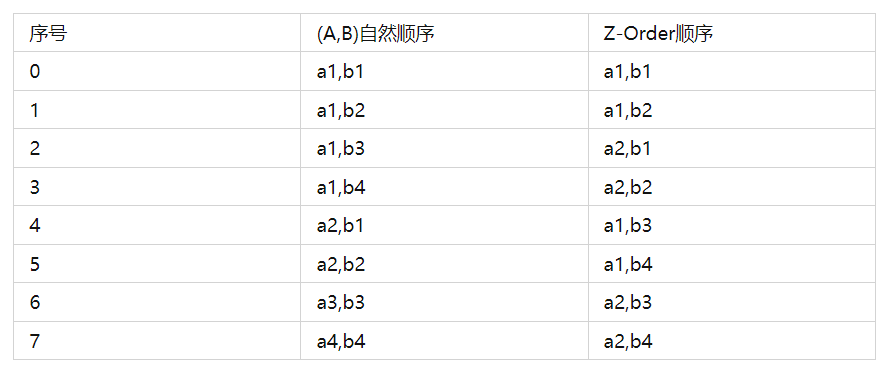 序号 (A,B)自然顺序 Z-Order顺序
0 a1,b1 a1,b1
1 a1,b2 a1,b2
2 a1,b3 a2,b1
3 a1,b4 a2,b2
4 a2,b1 a1,b3
5 a2,b2 a1,b4
6 a3,b3 a2,b3
7 a4,b4 a2,b4